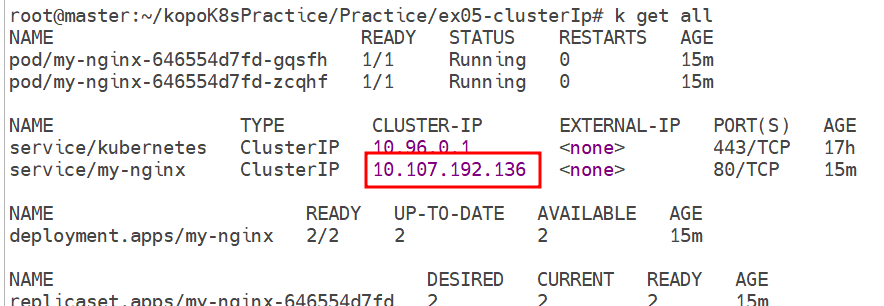 root@master:~/kopoK8sPractice/Practice/ex05-clusterIp# k get all
NAME                            READY   STATUS    RESTARTS   AGE
pod/my-nginx-646554d7fd-gqsfh   1/1     Running   0          15m
pod/my-nginx-646554d7fd-zcqhf   1/1     Running   0          15m
NAME                 TYPE        CLUSTER-IP       EXTERNAL-IP   PORT(S)   AGE
service/kubernetes   ClusterIP   10.96.0.1        <none>        443/TCP   17h
service/my-nginx     ClusterIP   10.107.192.136   <none>        80/TCP    15m
NAME                       READY   UP-TO-DATE   AVAILABLE   AGE
deployment.apps/my-nginx   2/2     2            2           15m
NAME                                  DESIRED   CURRENT   READY   AGE
replicaset.apps/my-nginx-646554d7fd   2         2         2       15m